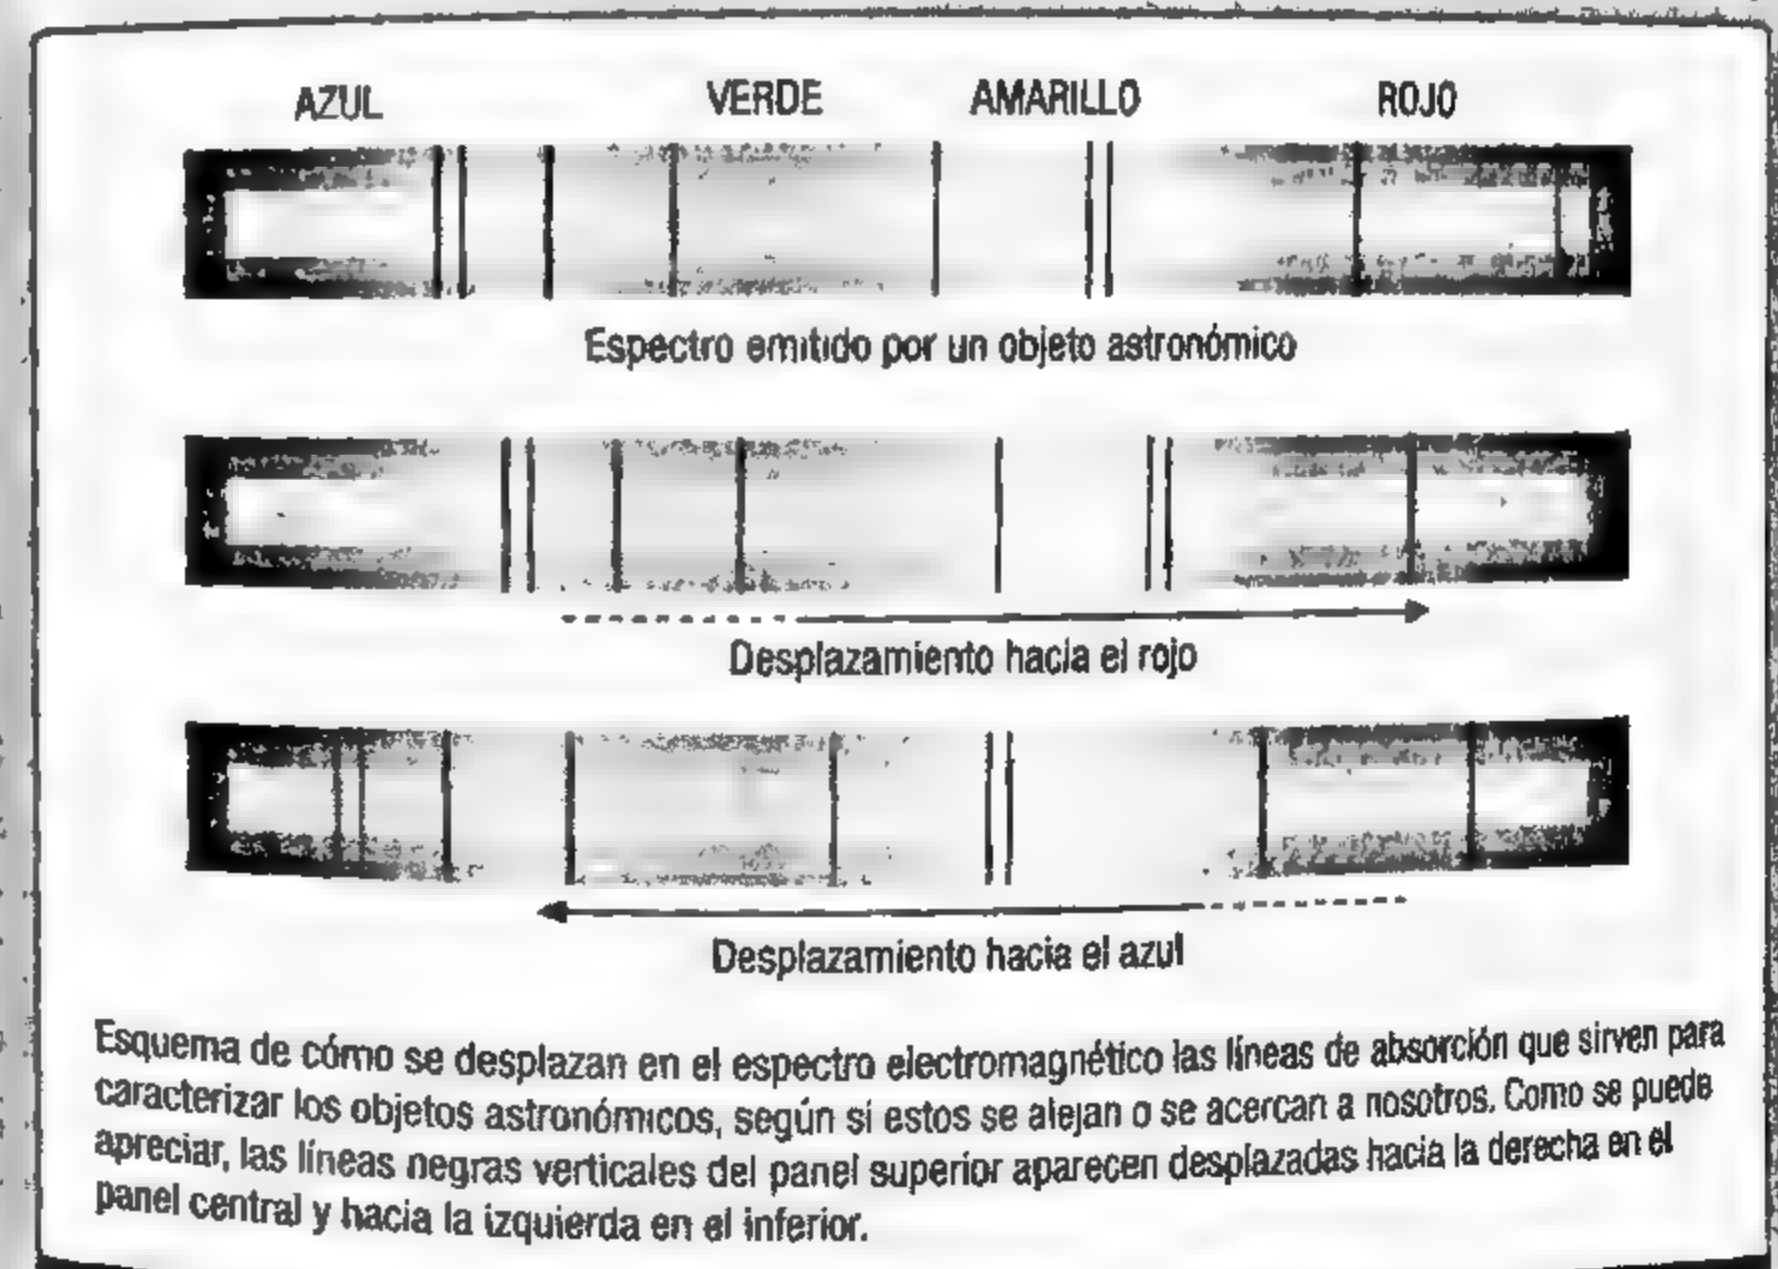 AZUL VERDE AMARILLO ROJO
Espectro emitido por un objeto astronómico
Desplazamiento hacia el rojo
Desplazamiento hacia el azul
Esquema de cómo se desplazan en el espectro electromagnético las líneas de absorción que sirven para
caracterizar los objetos astronómicos, según si estos se alejan o se acercan a nosotros. Como se puede
apreciar, las líneas negras verticales del panel superior aparecen desplazadas hacia la derecha en el
panel central y hacia la izquierda en el inferior.